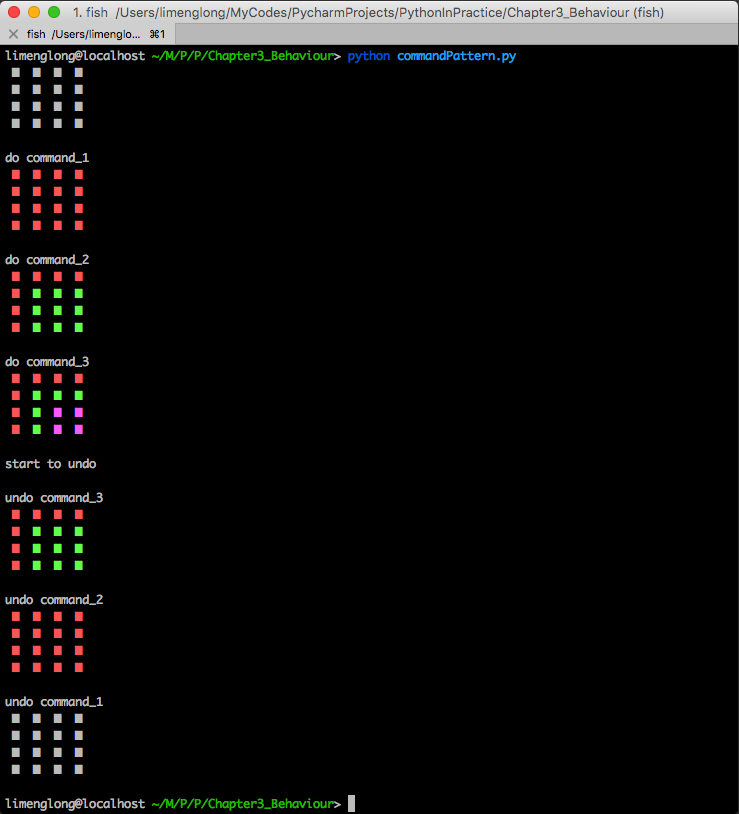 1. fish  /Users/limenglong/MyCodes/PycharmProjects/PythonInPractice/Chapter3_Behaviour (fish)
fish  /Users/limenglo...  ⌘1
limenglong@localhost ~/M/P/P/Chapter3_Behaviour> python commandPattern.py
do command_1
do command_2
do command_3
start to undo
undo command_3
undo command_2
undo command_1
limenglong@localhost ~/M/P/P/Chapter3_Behaviour>